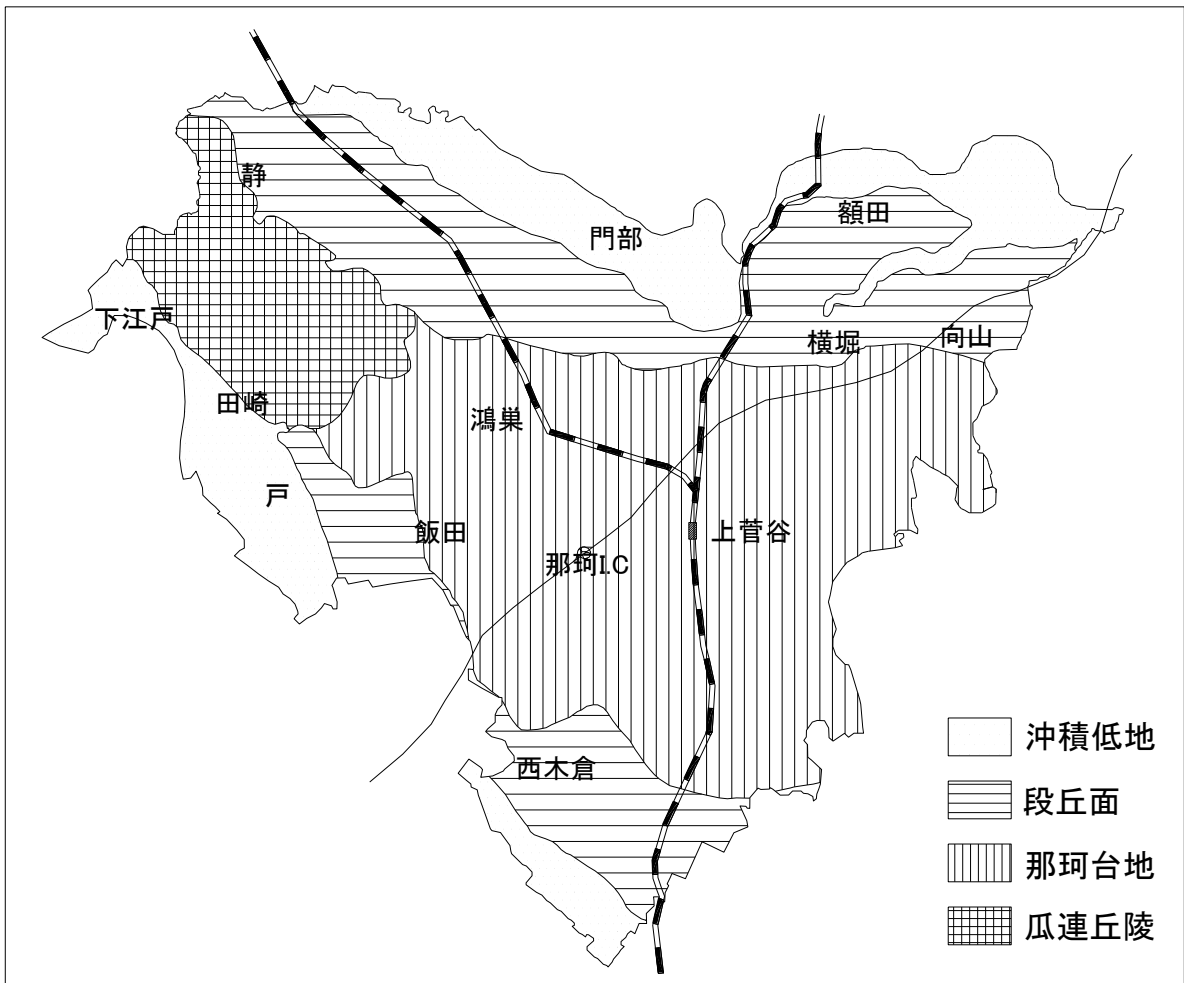 静
額田
門部
下江戸
横堀
向山
田崎
鴻巣
戸
飯田
上菅谷
那珂I.C
西木倉
沖積低地
段丘面
那珂台地
瓜連丘陵